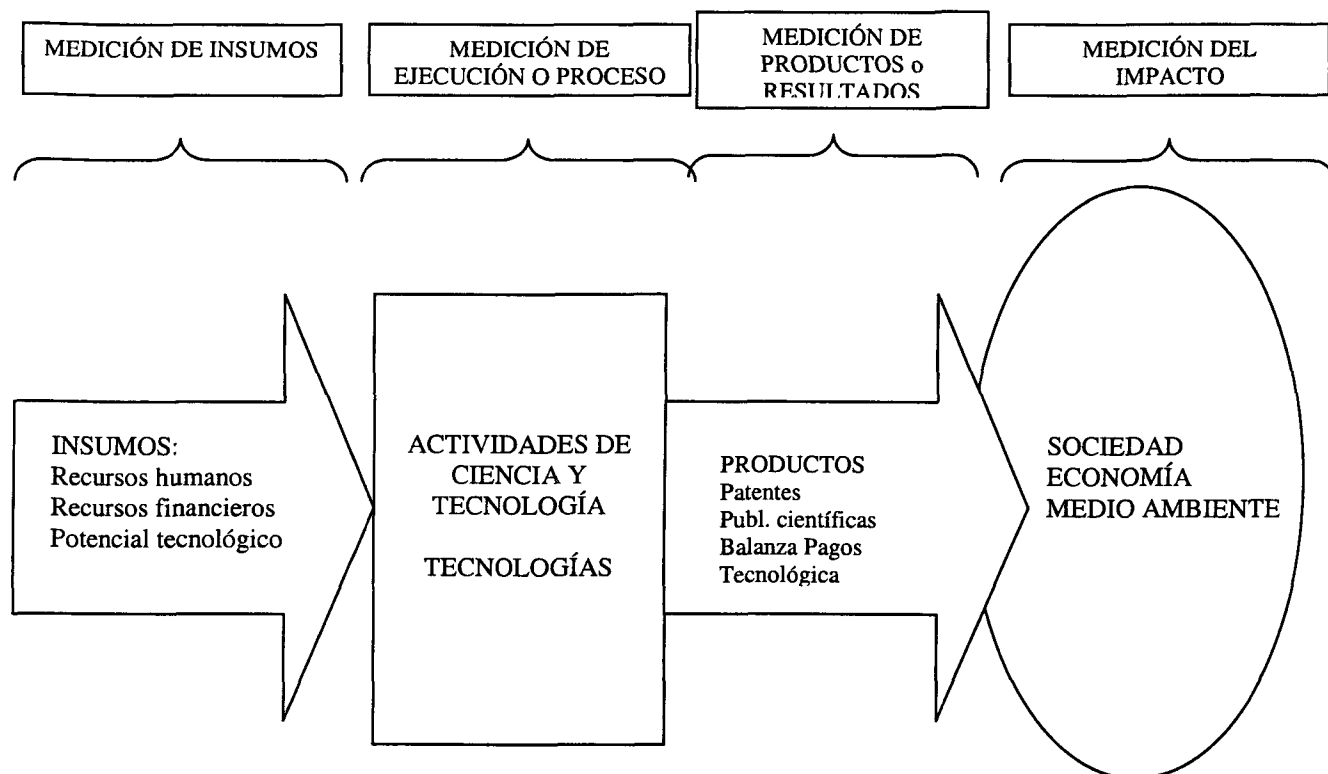 MEDICIÓN DE INSUMOS
MEDICIÓN DE
EJECUCIÓN O PROCESO
MEDICIÓN DE
PRODUCTOS o
RESULTADOS
MEDICIÓN DEL
IMPACTO
INSUMOS:
Recursos humanos
Recursos financieros
Potencial tecnológico
ACTIVIDADES DE
CIENCIA Y
TECNOLOGÍA
TECNOLOGÍAS
PRODUCTOS
Patentes
Publ. científicas
Balanza Pagos
Tecnológica
SOCIEDAD
ECONOMÍA
MEDIO AMBIENTE